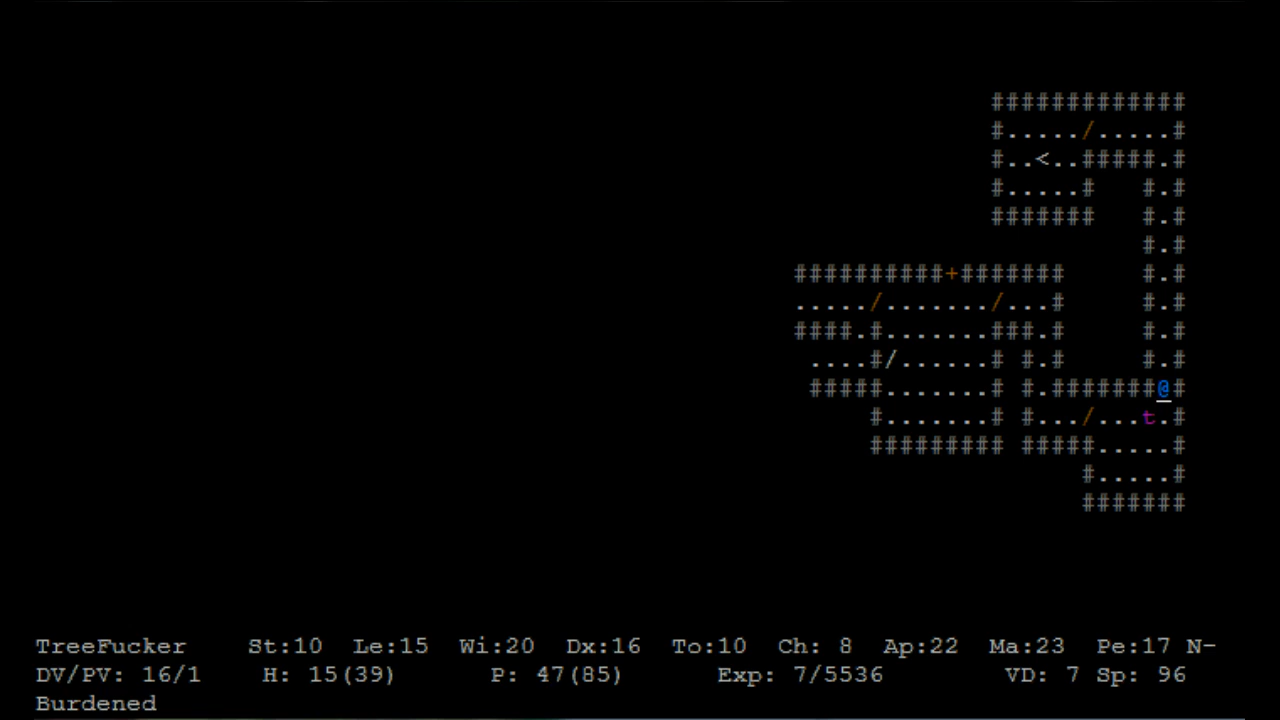 #############
#...../.....#
#..<..#####.#
#.....#   #.#
#######   #.#
#.#
##########+#######     #.#
...../......./...#     #.#
####.#.......###.#     #.#
....#/......# #.#     #.#
#####.......# #.#######@#
#.......# #.../...t.#
######### #####.....#
#.....#
#######
TreeFucker    St:10  Le:15  Wi:20  Dx:16  To:10  Ch: 8  Ap:22  Ma:23  Pe:17 N-
DV/PV: 16/1    H: 15(39)      P: 47(85)      Exp: 7/5536        VD: 7 Sp: 96
Burdened